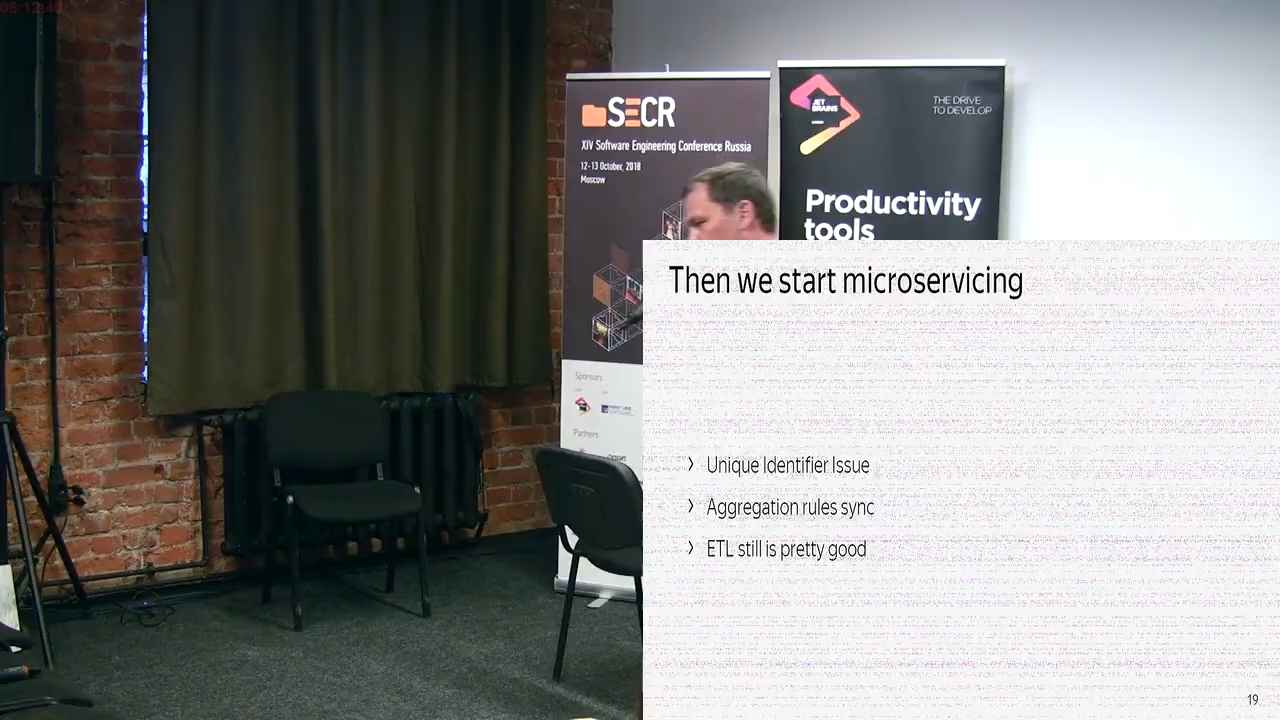 SECR
XIV Software Engineering Conference Russia
12-13 October, 2018
Moscow
Sponsors
Partners
JET
BRAINS
THE DRIVE
TO DEVELOP
Productivity
tools
Then we start microservicing
› Unique Identifier Issue
› Aggregation rules sync
› ETL still is pretty good
19